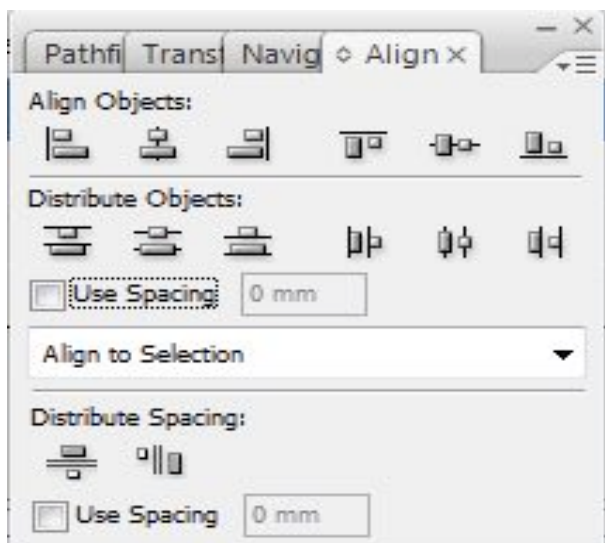 Pathfi Transf Navig Align
Align Objects:
Distribute Objects:
Use Spacing 0 mm
Align to Selection
Distribute Spacing:
Use Spacing 0 mm